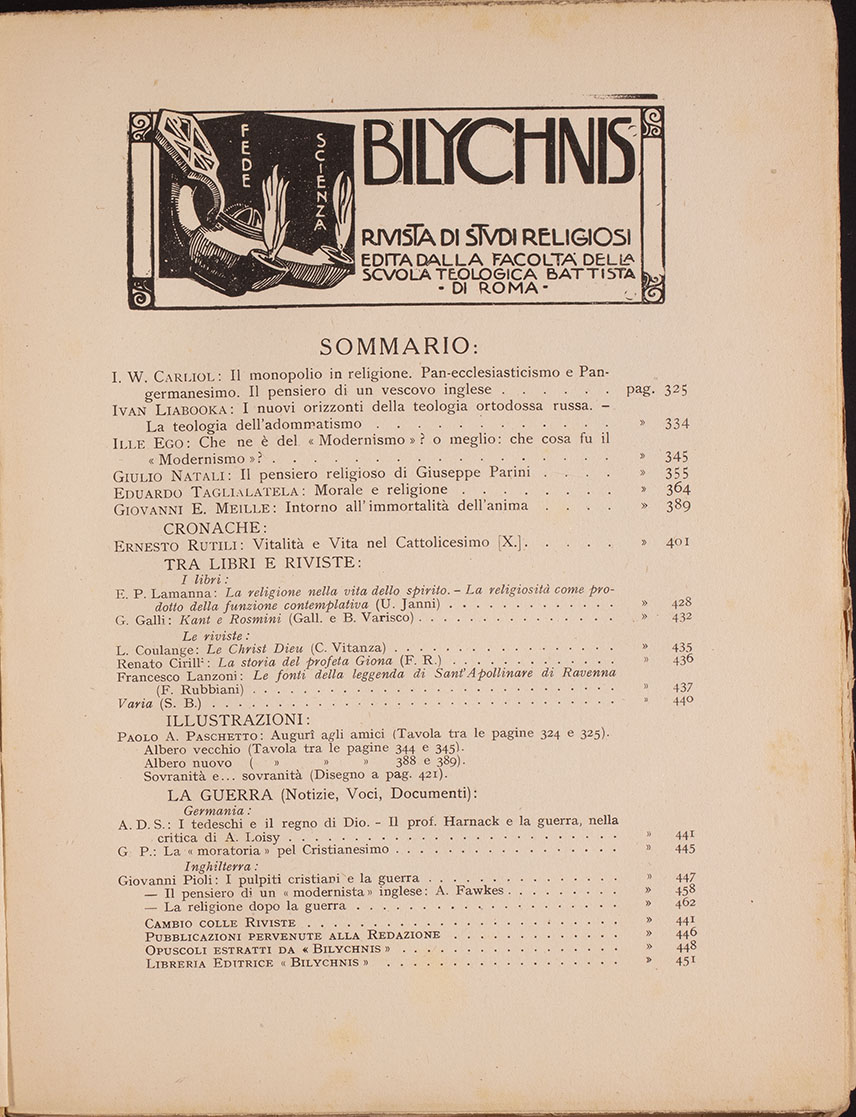 FEDE
SCIENZA
BILYCHNIS
RIVISTA DI STVDI RELIGIOSI
EDITA DALLA FACOLTÀ DELLA
SCVOLA TEOLOGICA BATTISTA
· DI ROMA ·
SOMMARIO:
I. W. CARLIOL: Il monopolio in religione. Pan-ecclesiasticismo e Pan-
germanesimo. Il pensiero di un vescovo inglese . . . . . . pag. 325
IVAN LIABOOKA: I nuovi orizzonti della teologia ortodossa russa. –
La teologia dell'adommatismo . . . . . . . . . . . . » 334
ILLE EGO: Che ne è del « Modernismo »? o meglio: che cosa fu il
« Modernismo »? . . . . . . . . . . . . . . . . . » 345
GIULIO NATALI: Il pensiero religioso di Giuseppe Parini . . . . » 355
EDUARDO TAGLIALATELA: Morale e religione . . . . . . . . » 364
GIOVANNI E. MEILLE: Intorno all'immortalità dell'anima . . . . » 389
CRONACHE:
ERNESTO RUTILI: Vitalità e Vita nel Cattolicesimo [X.]. . . . . . » 401
TRA LIBRI E RIVISTE:
I libri:
E. P. Lamanna: La religione nella vita dello spirito. – La religiosità come pro-
dotto della funzione contemplativa (U. Janni) . . . . . . . . . . . . . » 428
G. Galli: Kant e Rosmini (Gall. e B. Varisco) . . . . . . . . . . . . . . . » 432
Le riviste:
L. Coulange: Le Christ Dieu (C. Vitanza) . . . . . . . . . . . . . . . . . » 435
Renato Cirilli: La storia del profeta Giona (F. R.) . . . . . . . . . . . . . » 436
Francesco Lanzoni: Le fonti della leggenda di Sant'Apollinare di Ravenna
(F. Rubbiani) . . . . . . . . . . . . . . . . . . . . . . . . . . . . » 437
Varia (S. B.) . . . . . . . . . . . . . . . . . . . . . . . . . . . . . . . » 440
ILLUSTRAZIONI:
PAOLO A. PASCHETTO: Augurî agli amici (Tavola tra le pagine 324 e 325).
Albero vecchio (Tavola tra le pagine 344 e 345).
Albero nuovo ( » » » 388 e 389).
Sovranità e... sovranità (Disegno a pag. 421).
LA GUERRA (Notizie, Voci, Documenti):
Germania:
A. D. S.: I tedeschi e il regno di Dio. - Il prof. Harnack e la guerra, nella
critica di A. Loisy . . . . . . . . . . . . . . . . . . . . . . . . . . » 441
G P.: La « moratoria » pel Cristianesimo . . . . . . . . . . . . . . . . . » 445
Inghilterra:
Giovanni Pioli: I pulpiti cristiani e la guerra . . . . . . . . . . . . . . . » 447
— Il pensiero di un « modernista » inglese: A. Fawkes . . . . . . . . . » 458
— La religione dopo la guerra . . . . . . . . . . . . . . . . . . . . » 462
CAMBIO COLLE RIVISTE . . . . . . . . . . . . . . . . . . . . . . . . » 441
PUBBLICAZIONI PERVENUTE ALLA REDAZIONE . . . . . . . . . . . . . » 446
OPUSCOLI ESTRATTI DA « BILYCHNIS » . . . . . . . . . . . . . . . . . » 448
LIBRERIA EDITRICE « BILYCHNIS » . . . . . . . . . . . . . . . . . . » 451